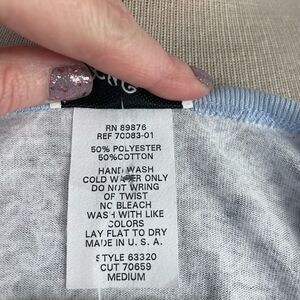 RN 89876
REF 70083-01
50% POLYESTER
50%COTTON
HAND WASH
COLD WATER ONLY
DO NOT WRING
OF TWIST
NO BLEACH
WASH WITH LIKE
COLORS
LAY FLAT TO DRY
MADE IN U. S. A.
STYLE 63320
CUT 70659
MEDIUM